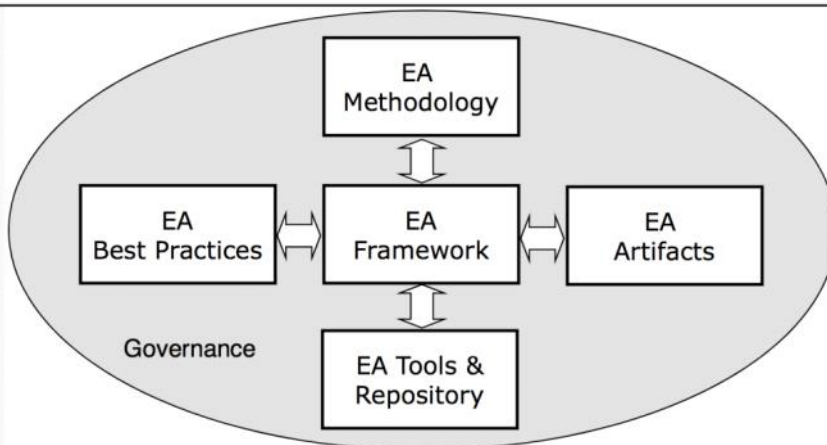 EA
Methodology
EA
Best Practices
EA
Framework
EA
Artifacts
Governance
EA Tools &
Repository